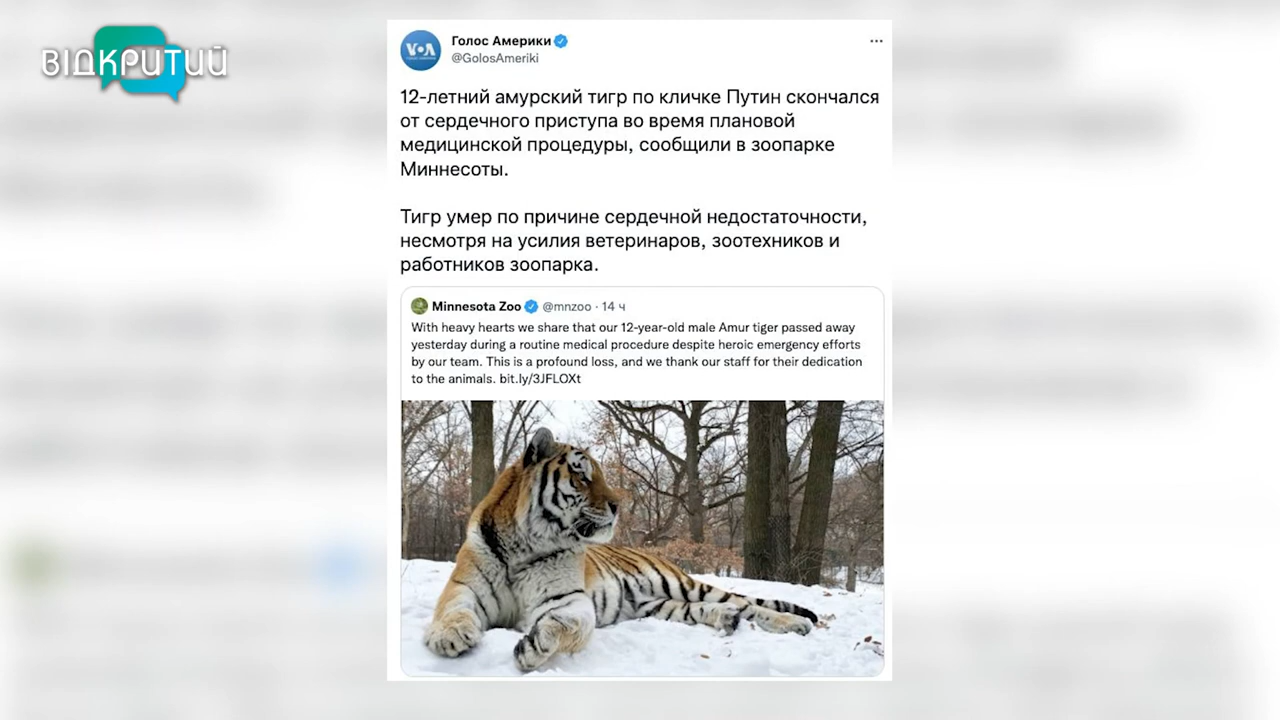 ВІДКРИТИЙ
VOA
Голос Америки
@GolosAmeriki
12-летний амурский тигр по кличке Путин скончался
от сердечного приступа во время плановой
медицинской процедуры, сообщили в зоопарке
Миннесоты.
Тигр умер по причине сердечной недостаточности,
несмотря на усилия ветеринаров, зоотехников и
работников зоопарка.
Minnesota Zoo @mnzoo · 14 ч
With heavy hearts we share that our 12-year-old male Amur tiger passed away
yesterday during a routine medical procedure despite heroic emergency efforts
by our team. This is a profound loss, and we thank our staff for their dedication
to the animals. bit.ly/3JFLOXt